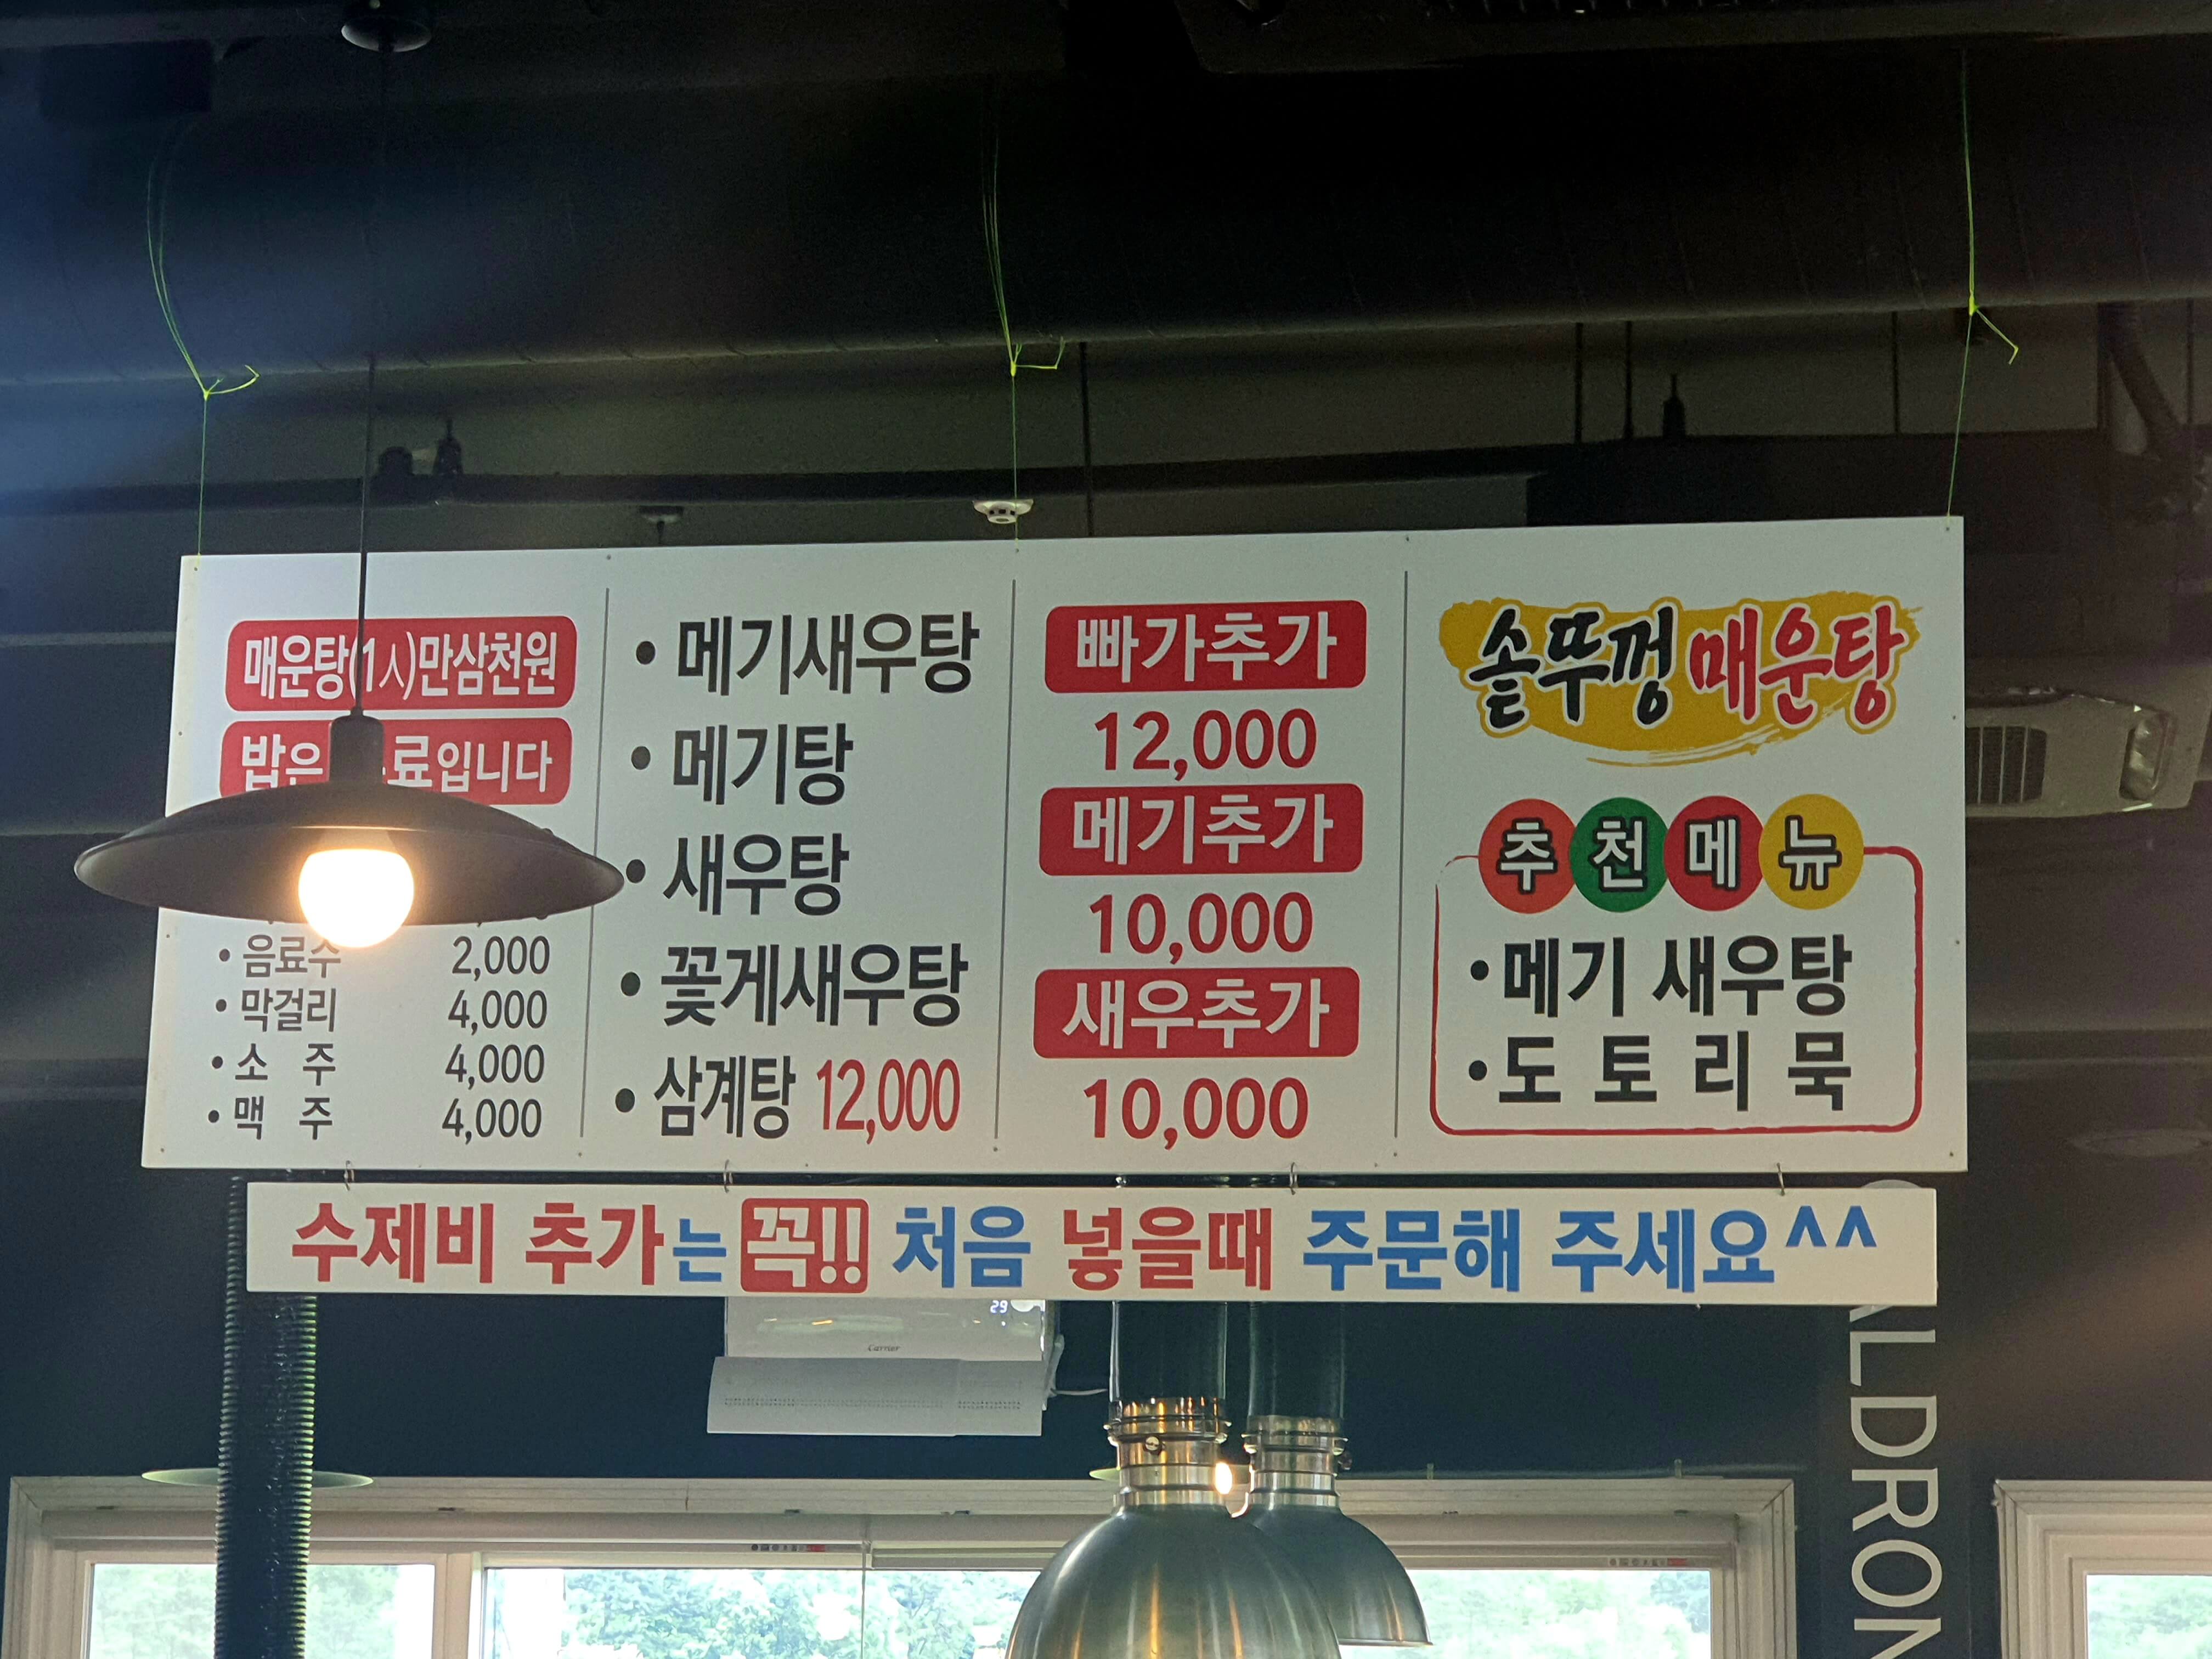 매운탕(1人)만삼천원
밥은 료입니다
• 음료수 2,000
• 막걸리 4,000
• 소 주 4,000
• 맥 주 4,000
• 메기새우탕
• 메기탕
• 새우탕
• 꽃게새우탕
• 삼계탕 12,000
빠가추가
12,000
메기추가
10,000
새우추가
10,000
솥뚜껑 매운탕
추천메뉴
• 메기 새우탕
• 도 토 리 묵
수제비 추가는 꼭!! 처음 넣을때 주문해 주세요^^
29
Carrier
ALDRON